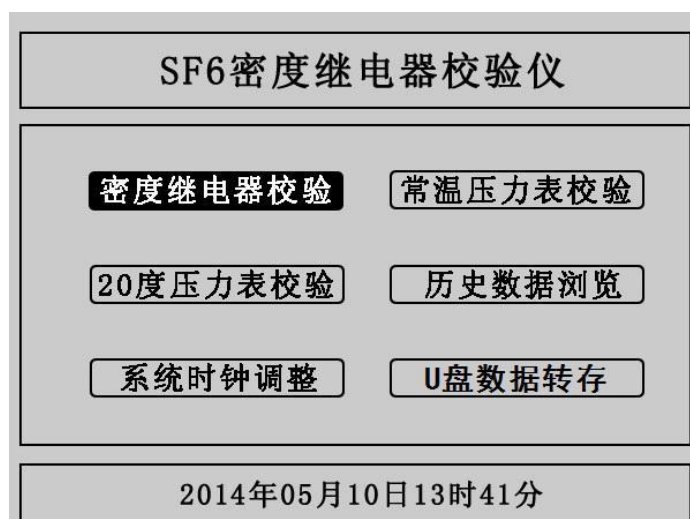 SF6密度继电器校验仪
密度继电器校验 常温压力表校验
20度压力表校验 历史数据浏览
系统时钟调整 U盘数据转存
2014年05月10日13时41分